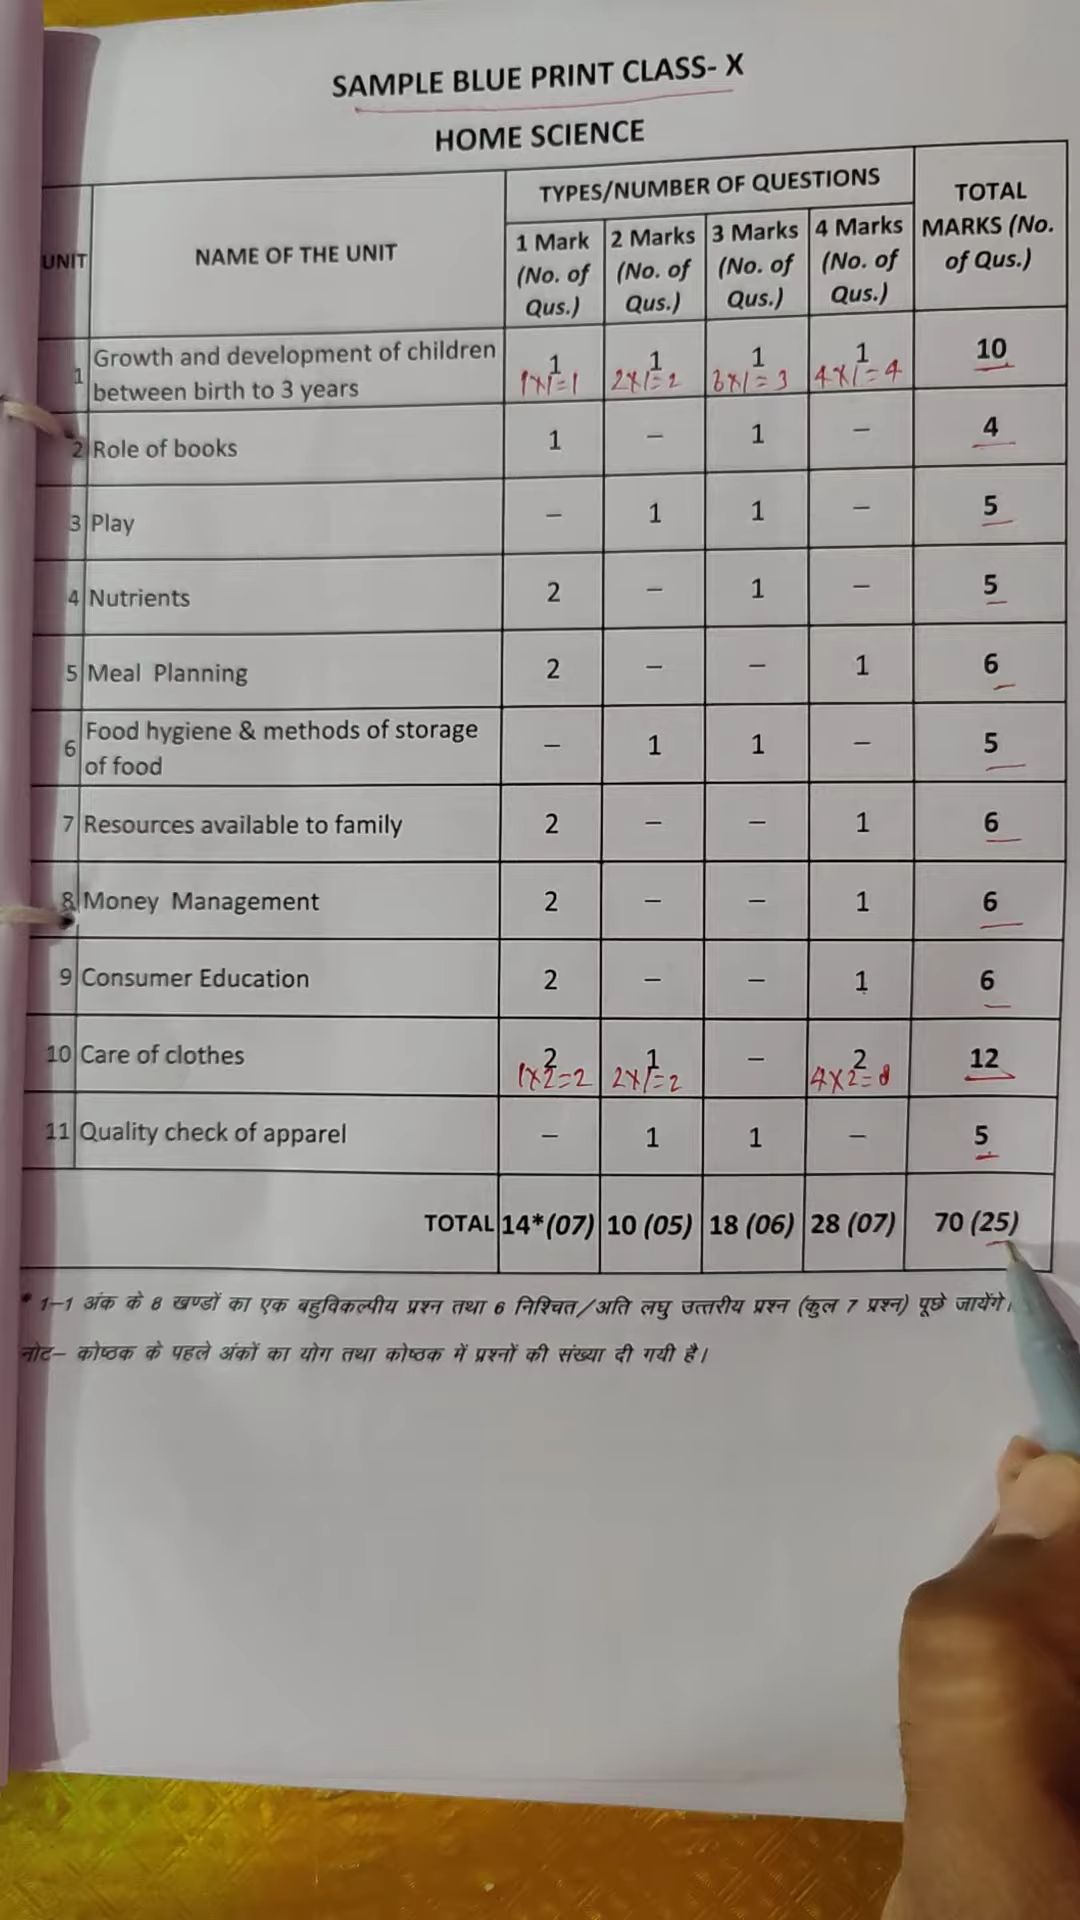 SAMPLE BLUE PRINT CLASS- X
HOME SCIENCE
UNIT NAME OF THE UNIT TYPES/NUMBER OF QUESTIONS TOTAL MARKS (No. of Qus.)
1 Mark (No. of Qus.) 2 Marks (No. of Qus.) 3 Marks (No. of Qus.) 4 Marks (No. of Qus.)
1 Growth and development of children between birth to 3 years 1 1 1 1 10
1×1=1 2×1=2 3×1=3 4×1=4
2 Role of books 1 – 1 – 4
3 Play – 1 1 – 5
4 Nutrients 2 – 1 – 5
5 Meal Planning 2 – – 1 6
6 Food hygiene & methods of storage of food – 1 1 – 5
7 Resources available to family 2 – – 1 6
8 Money Management 2 – – 1 6
9 Consumer Education 2 – – 1 6
10 Care of clothes 2 1 – 2 12
1×2=2 2×1=2 4×2=8
11 Quality check of apparel – 1 1 – 5
TOTAL 14*(07) 10 (05) 18 (06) 28 (07) 70 (25)
* 1–1 अंक के 8 खण्डों का एक बहुविकल्पीय प्रश्न तथा 6 निश्चित/अति लघु उत्तरीय प्रश्न (कुल 7 प्रश्न) पूछे जायेंगे।
नोट– कोष्ठक के पहले अंकों का योग तथा कोष्ठक में प्रश्नों की संख्या दी गयी है।